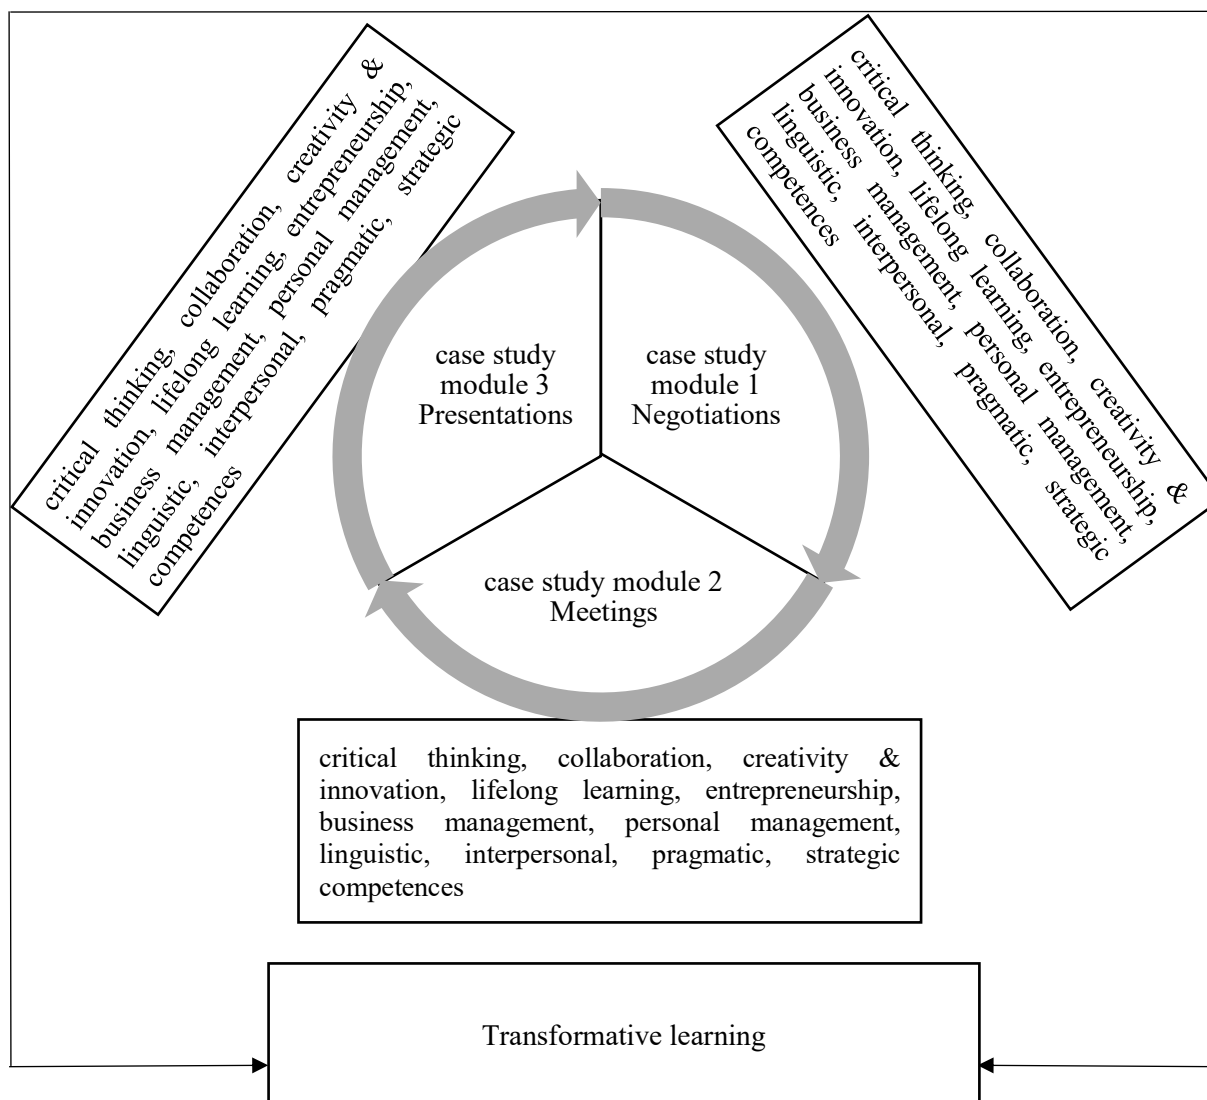 critical thinking, collaboration, creativity &
innovation, lifelong learning, entrepreneurship,
business management, personal management,
linguistic, interpersonal, pragmatic, strategic
competences
critical thinking, collaboration, creativity &
innovation, lifelong learning, entrepreneurship,
business management, personal management,
linguistic, interpersonal, pragmatic, strategic
competences
case study
module 3
Presentations
case study
module 1
Negotiations
case study module 2
Meetings
critical thinking, collaboration, creativity &
innovation, lifelong learning, entrepreneurship,
business management, personal management,
linguistic, interpersonal, pragmatic, strategic
competences
Transformative learning